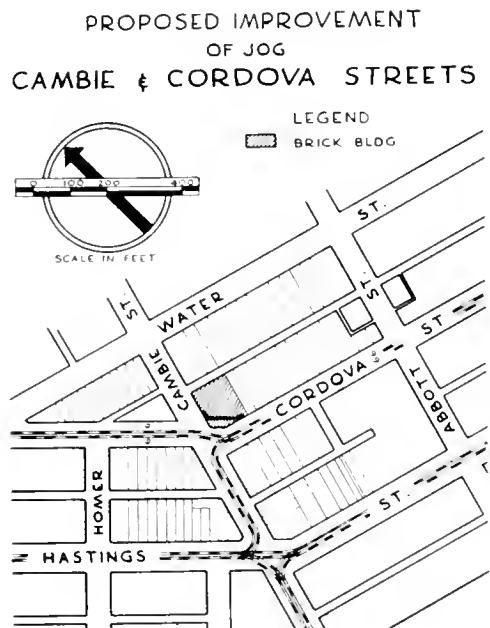 PROPOSED IMPROVEMENT
OF JOG
CAMBIE & CORDOVA STREETS
LEGEND
BRICK BLDG
0 100 200 400
SCALE IN FEET
ST.
ST.
WATER
ST.
CAMBIE
CORDOVA
ST
ABBOTT
HOMER
ST.
HASTINGS